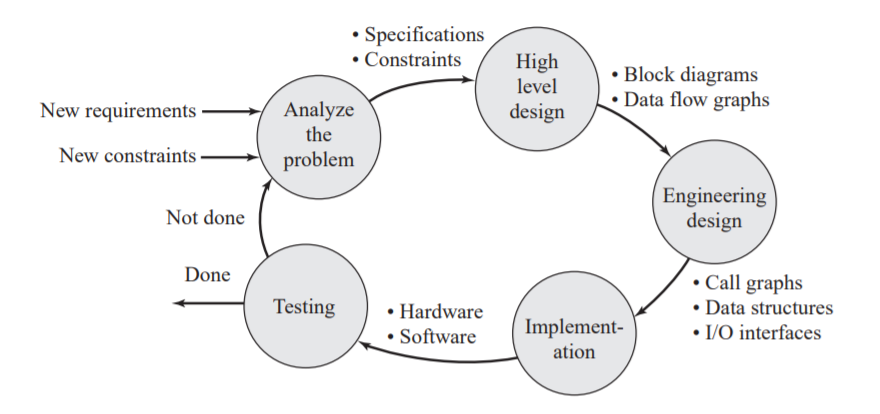 • Specifications
• Constraints
High
level
design
• Block diagrams
• Data flow graphs
New requirements
New constraints
Analyze
the
problem
Engineering
design
Not done
Done
Testing
• Hardware
• Software
Implement-
ation
• Call graphs
• Data structures
• I/O interfaces